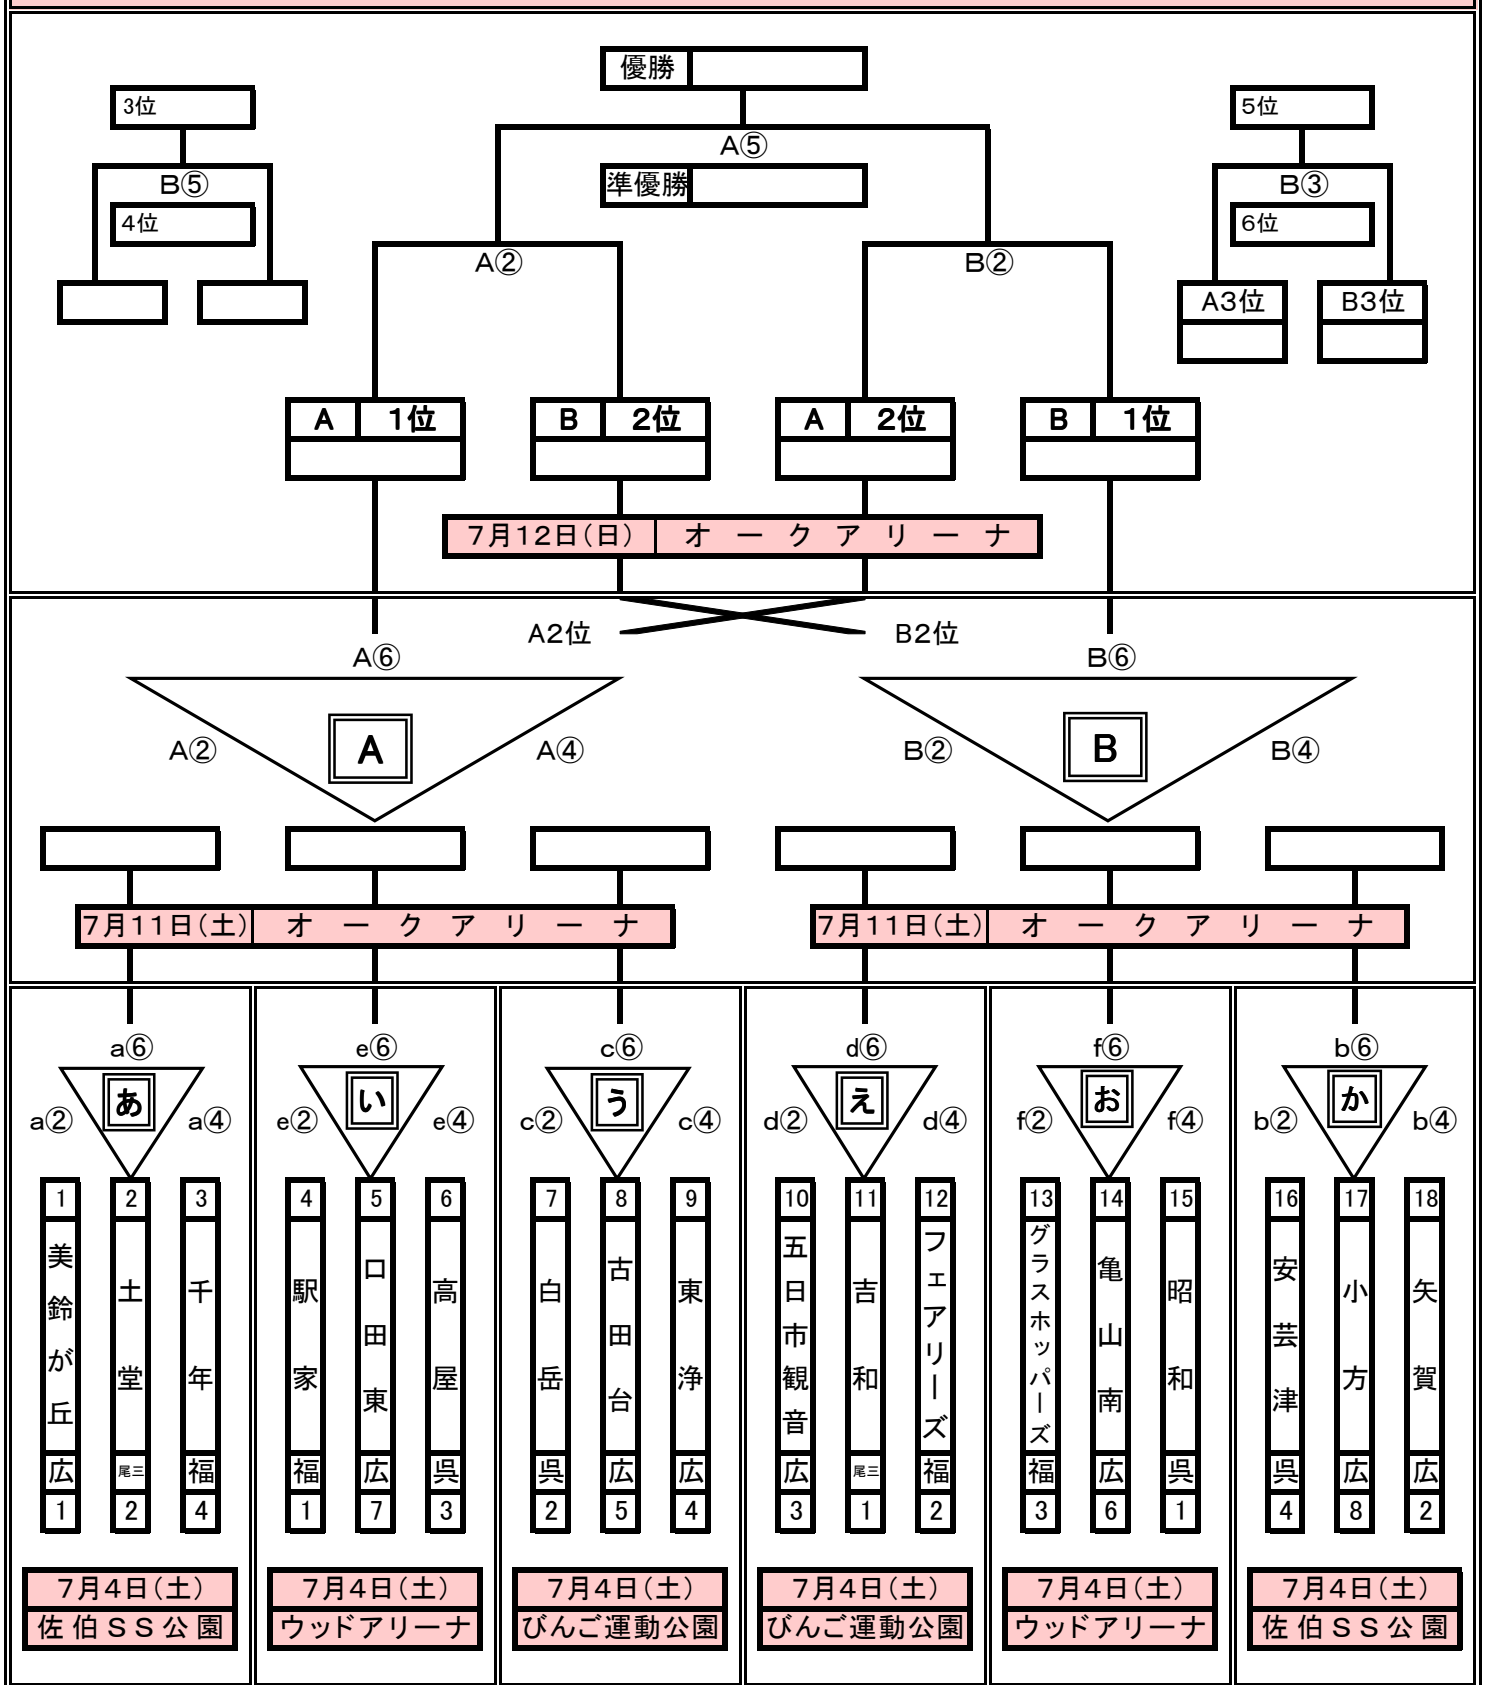 優勝
3位
5位
A⑤
B⑤
準優勝
B③
4位
6位
A②
B②
A3位
B3位
A 1位
B 2位
A 2位
B 1位
7月12日(日) オークアリーナ
A2位
B2位
A⑥
B⑥
A②
A
A④
B②
B
B④
7月11日(土) オークアリーナ
7月11日(土) オークアリーナ
a⑥
e⑥
c⑥
d⑥
f⑥
b⑥
あ
い
う
え
お
か
a②
a④
e②
e④
c②
c④
d②
d④
f②
f④
b②
b④
1 美鈴が丘 広 1
2 土堂 尾三 2
3 千年 福 4
4 駅家 福 1
5 口田東 広 7
6 高屋 呉 3
7 白岳 呉 2
8 古田台 広 5
9 東浄 広 4
10 五日市観音 広 3
11 吉和 尾三 1
12 フェアリーズ 福 2
13 グラスホッパーズ 福 3
14 亀山南 広 6
15 昭和 呉 1
16 安芸津 呉 4
17 小方 広 8
18 矢賀 広 2
7月4日(土)
佐伯SS公園
7月4日(土)
ウッドアリーナ
7月4日(土)
びんご運動公園
7月4日(土)
びんご運動公園
7月4日(土)
ウッドアリーナ
7月4日(土)
佐伯SS公園